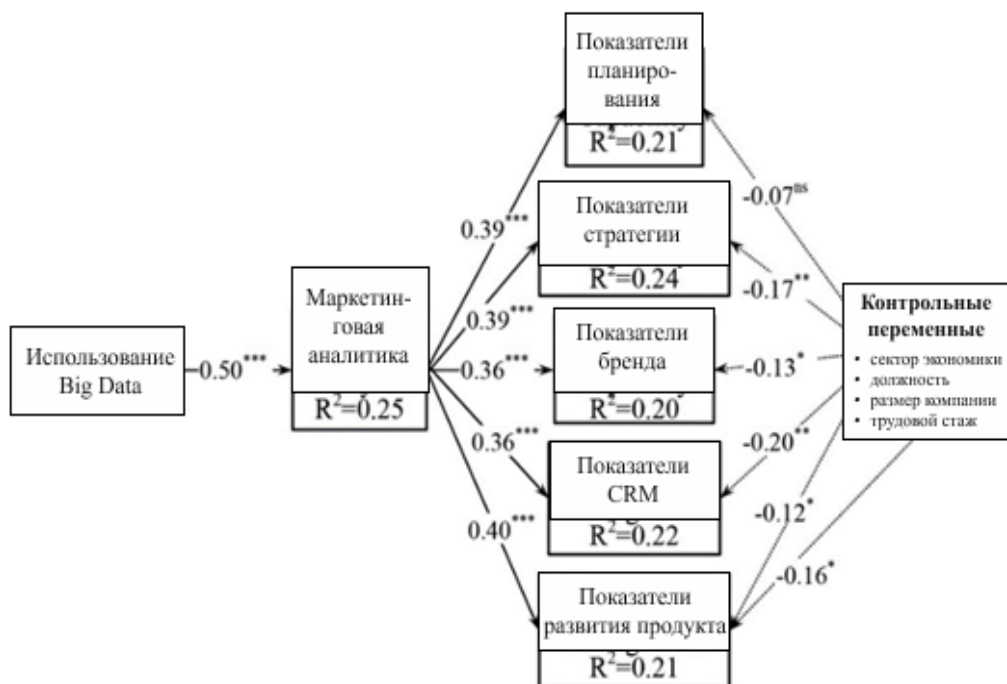 Показатели
планиро-
вания
R²=0.21
-0.07ns
0.39***
Показатели
стратегии
R²=0.24
-0.17**
Контрольные
переменные
▪ сектор экономики
▪ должность
▪ размер компании
▪ трудовой стаж
Маркетин-
говая
аналитика
R²=0.25
0.39***
Использование
Big Data
0.50***
0.36***
Показатели
бренда
R²=0.20
-0.13*
0.36***
Показатели
CRM
R²=0.22
-0.20**
0.40***
-0.12*
Показатели
развития продукта
R²=0.21
-0.16*